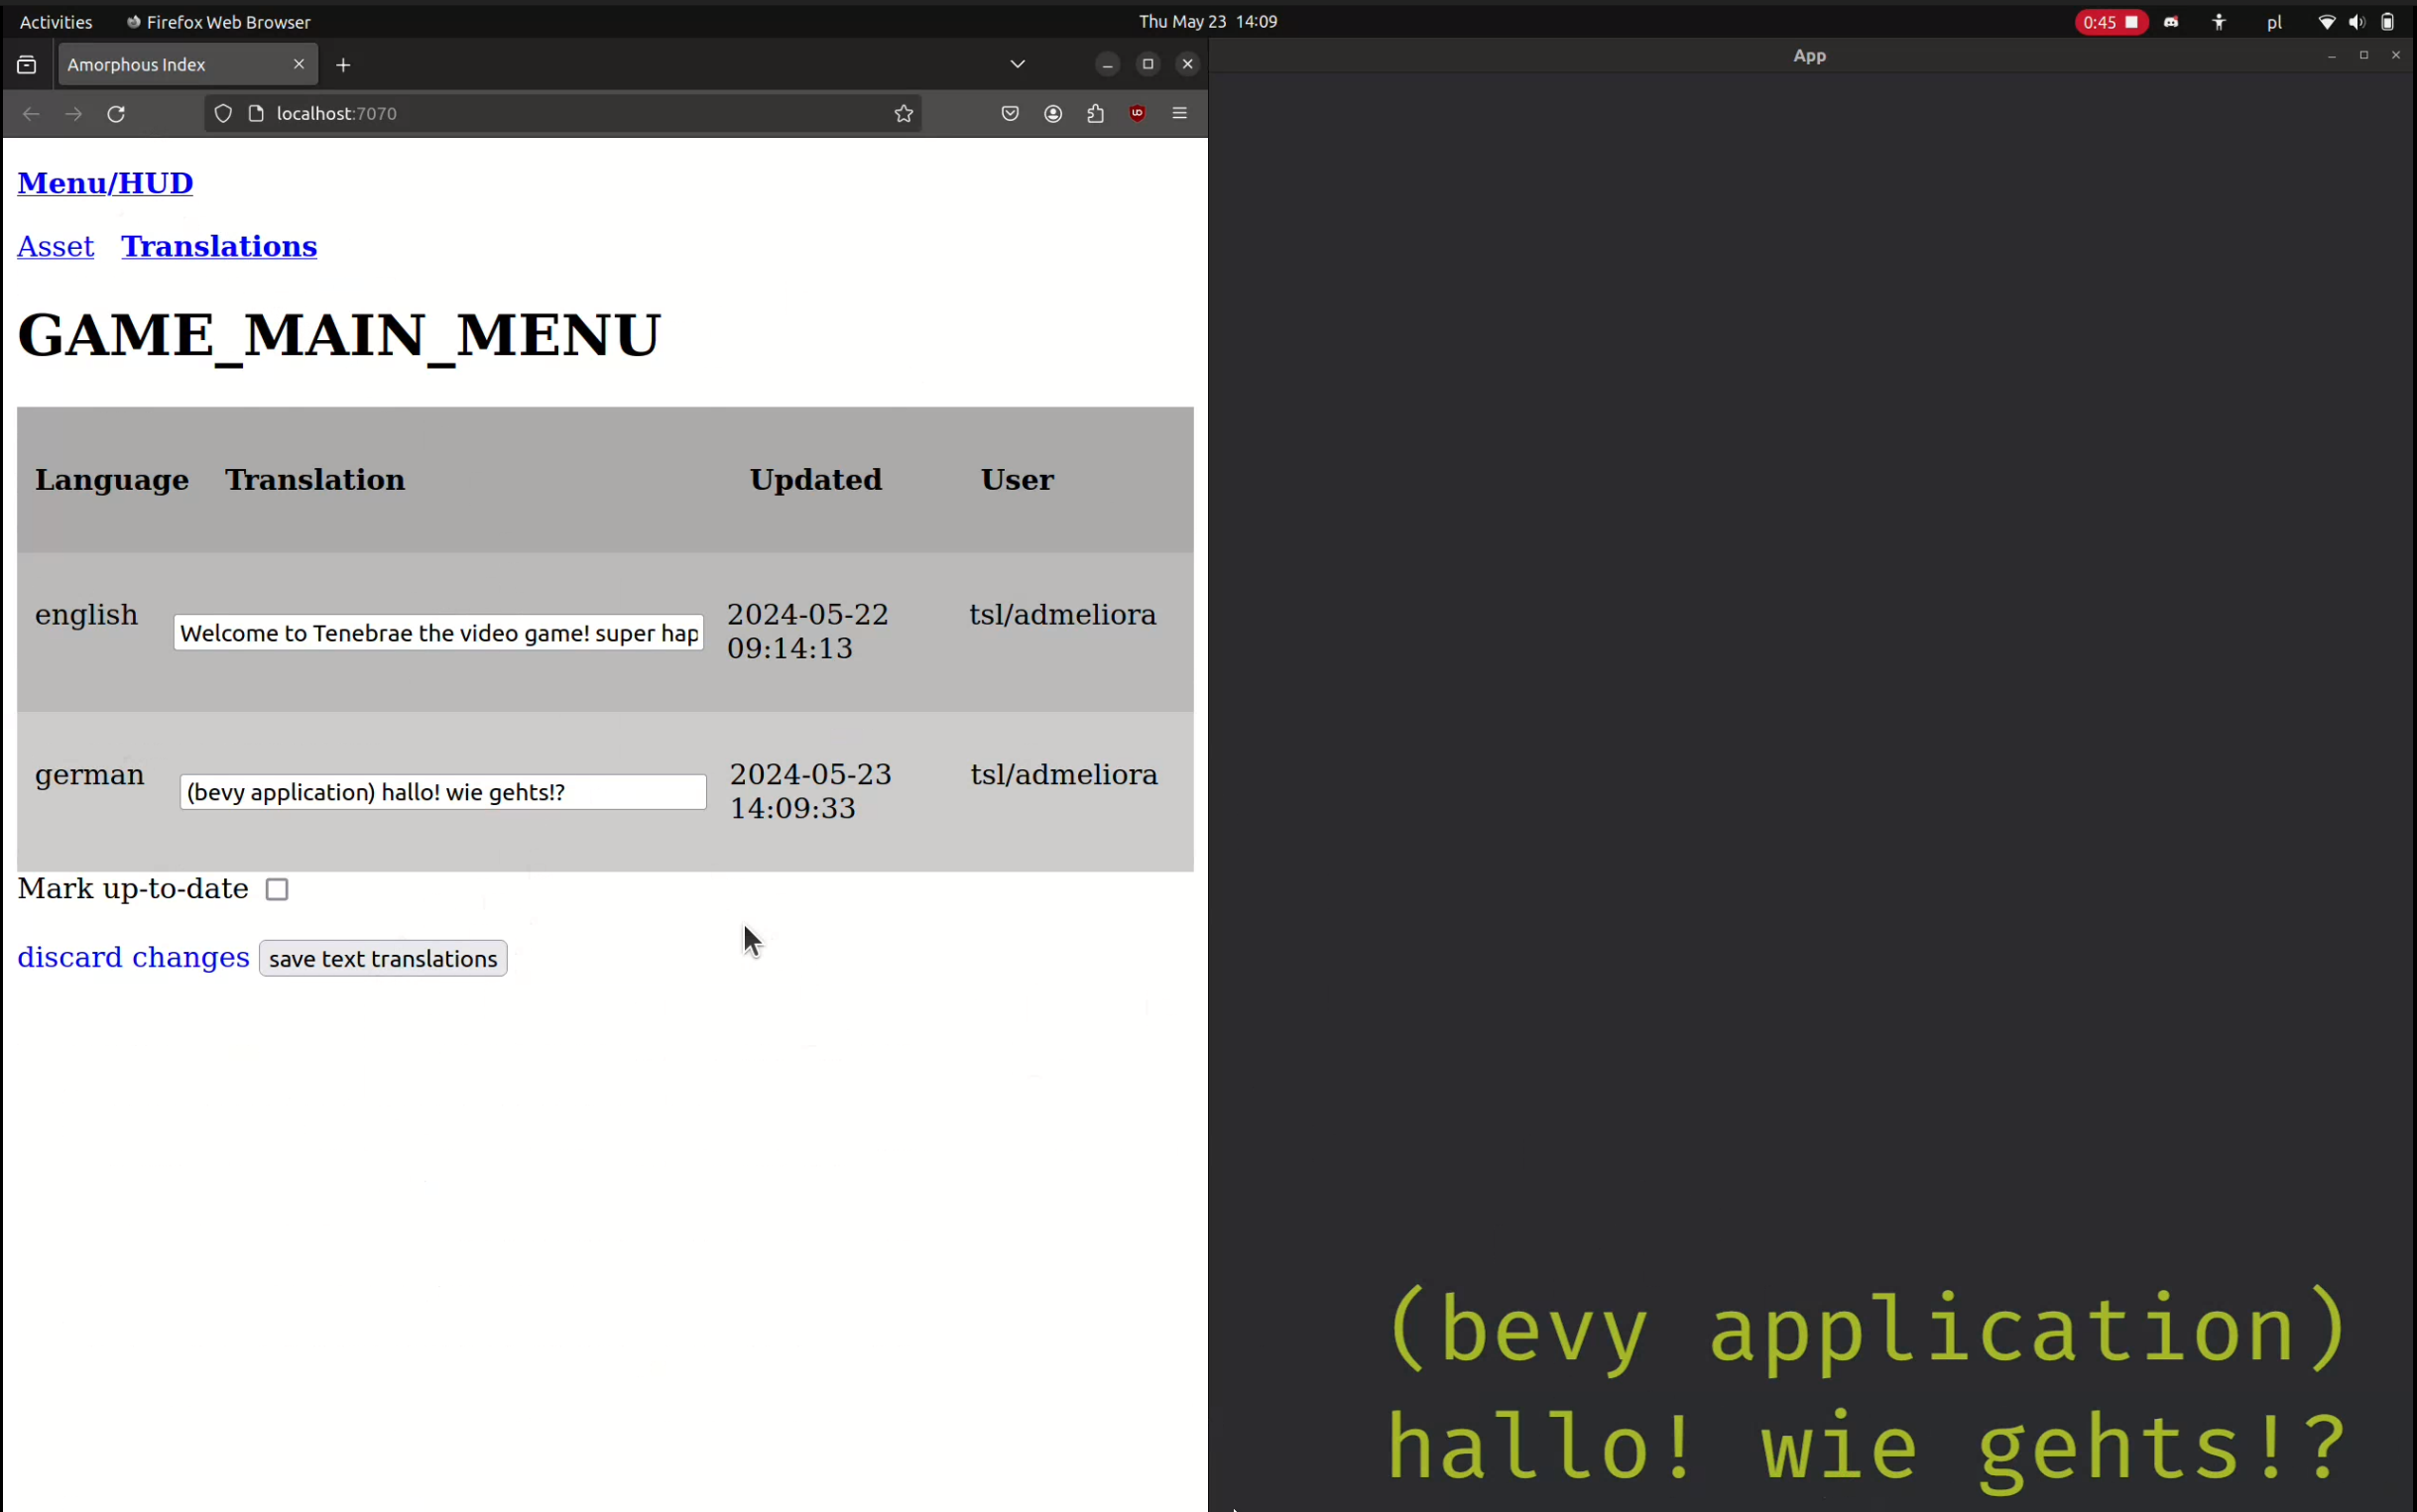 Activities Firefox Web Browser Thu May 23 14:09 0:45 pl
Amorphous Index
App
localhost:7070
Menu/HUD
Asset Translations
GAME_MAIN_MENU
Language Translation Updated User
english Welcome to Tenebrae the video game! super hap 2024-05-22 tsl/admeliora
09:14:13
german (bevy application) hallo! wie gehts!? 2024-05-23 tsl/admeliora
14:09:33
Mark up-to-date
discard changes save text translations
(bevy application)
hallo! wie gehts!?